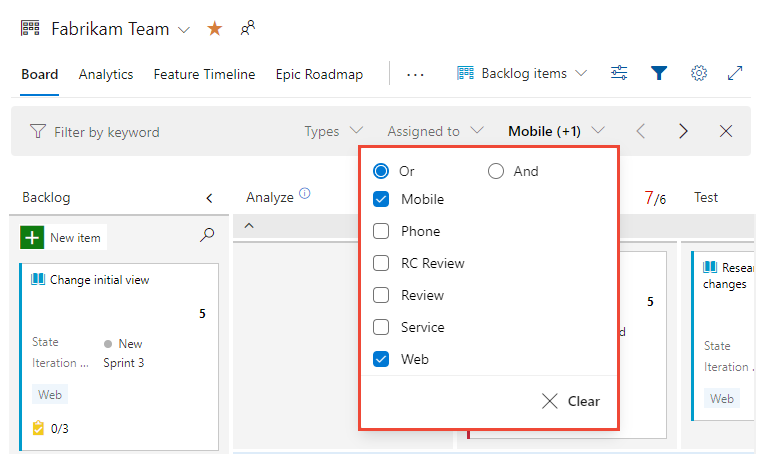 Fabrikam Team
Board Analytics Feature Timeline Epic Roadmap ... Backlog items
Filter by keyword Types Assigned to Mobile (+1)
Or And
Mobile
Phone
RC Review
Review
Service
Web
Clear
Backlog Analyze 7/6 Test
New item
Change initial view
5
State New
Iteration ... Sprint 3
Web
0/3
5
changes
State
Iteration ...
Web